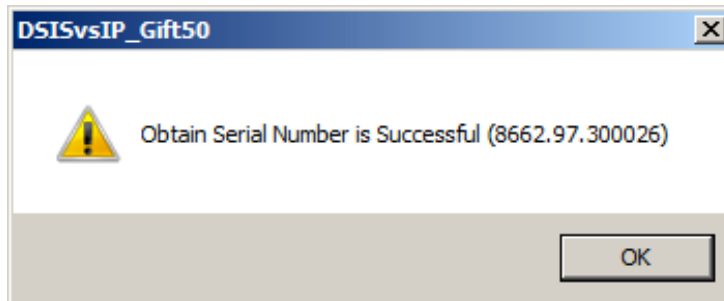 DSISvsIP_Gift50
Obtain Serial Number is Successful (8662.97.300026)
OK